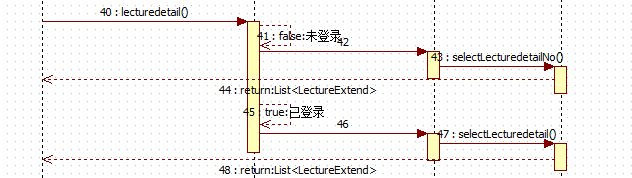 40 : lecturedetail()
41 : false:未登录
42
43 : selectLecturedetailNo()
44 : return:List<LectureExtend>
45 : true:已登录
46
47 : selectLecturedetail()
48 : return:List<LectureExtend>